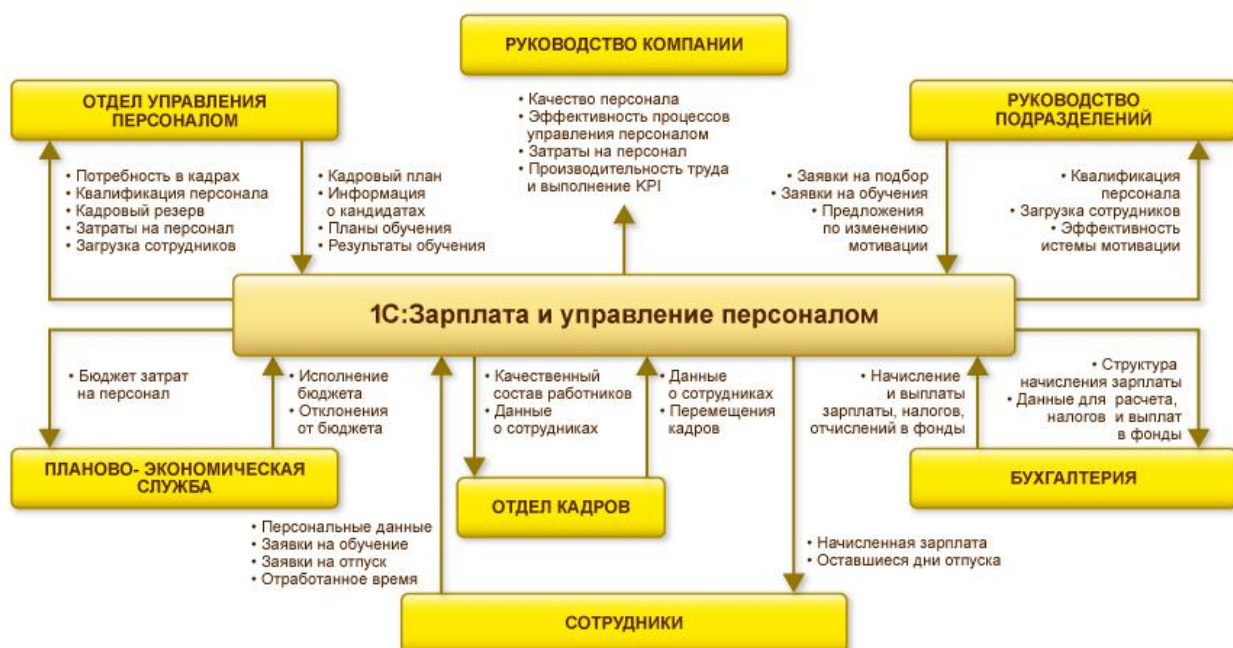 РУКОВОДСТВО КОМПАНИИ
• Качество персонала
• Эффективность процессов
управления персоналом
• Затраты на персонал
• Производительность труда
и выполнение KPI
ОТДЕЛ УПРАВЛЕНИЯ
ПЕРСОНАЛОМ
• Потребность в кадрах
• Квалификация персонала
• Кадровый резерв
• Затраты на персонал
• Загрузка сотрудников
• Кадровый план
• Информация
о кандидатах
• Планы обучения
• Результаты обучения
РУКОВОДСТВО
ПОДРАЗДЕЛЕНИЙ
• Заявки на подбор
• Заявки на обучения
• Предложения
по изменению
мотивации
• Квалификация
персонала
• Загрузка сотрудников
• Эффективность
истемы мотивации
1С:Зарплата и управление персоналом
• Бюджет затрат
на персонал
• Исполнение
бюджета
• Отклонения
от бюджета
ПЛАНОВО- ЭКОНОМИЧЕСКАЯ
СЛУЖБА
• Качественный
состав работников
• Данные
о сотрудниках
• Данные
о сотрудниках
• Перемещения
кадров
ОТДЕЛ КАДРОВ
• Начисление
и выплаты
зарплаты, налогов,
отчислений в фонды
• Структура
начисления зарплаты
• Данные для расчета,
налогов и выплат
в фонды
БУХГАЛТЕРИЯ
• Персональные данные
• Заявки на обучение
• Заявки на отпуск
• Отработанное время
• Начисленная зарплата
• Оставшиеся дни отпуска
СОТРУДНИКИ